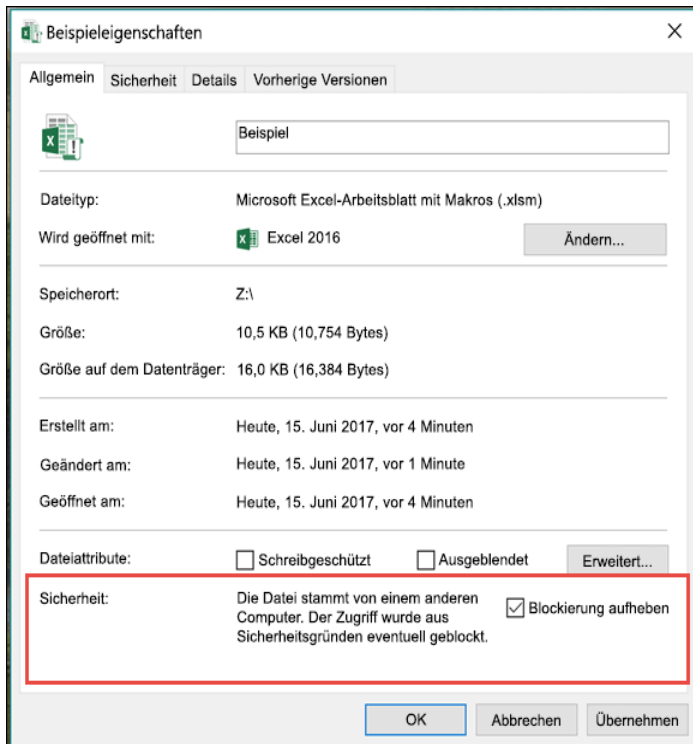 Beispieleigenschaften
Allgemein Sicherheit Details Vorherige Versionen
Beispiel
Dateityp: Microsoft Excel-Arbeitsblatt mit Makros (.xlsm)
Wird geöffnet mit: Excel 2016 Ändern...
Speicherort: Z:\
Größe: 10,5 KB (10,754 Bytes)
Größe auf dem Datenträger: 16,0 KB (16,384 Bytes)
Erstellt am: Heute, 15. Juni 2017, vor 4 Minuten
Geändert am: Heute, 15. Juni 2017, vor 1 Minute
Geöffnet am: Heute, 15. Juni 2017, vor 4 Minuten
Dateiattribute: Schreibgeschützt Ausgeblendet Erweitert...
Sicherheit: Die Datei stammt von einem anderen
Computer. Der Zugriff wurde aus
Sicherheitsgründen eventuell geblockt.
Blockierung aufheben
OK Abbrechen Übernehmen